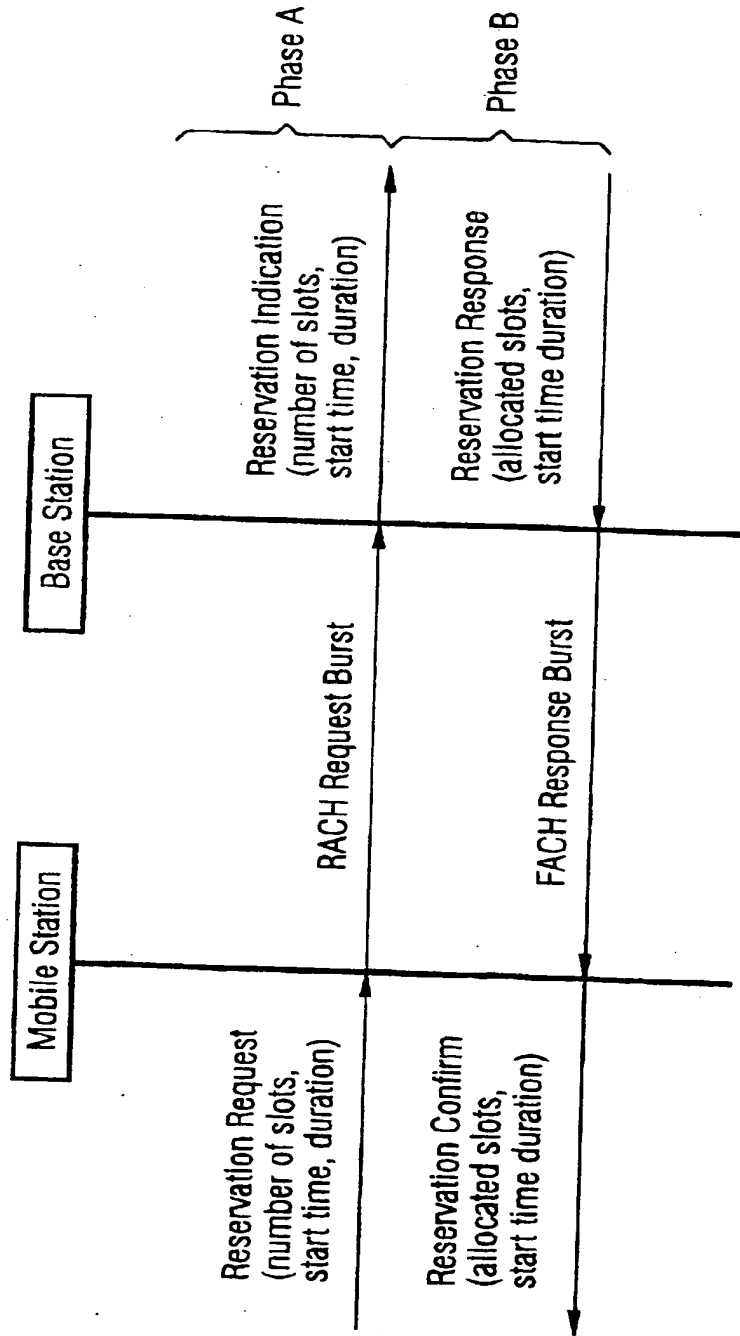 Mobile Station
Base Station
Reservation Request
(number of slots,
start time, duration)
RACH Request Burst
Reservation Indication
(number of slots,
start time, duration)
Phase A
Reservation Confirm
(allocated slots,
start time duration)
FACH Response Burst
Reservation Response
(allocated slots,
start time duration)
Phase B